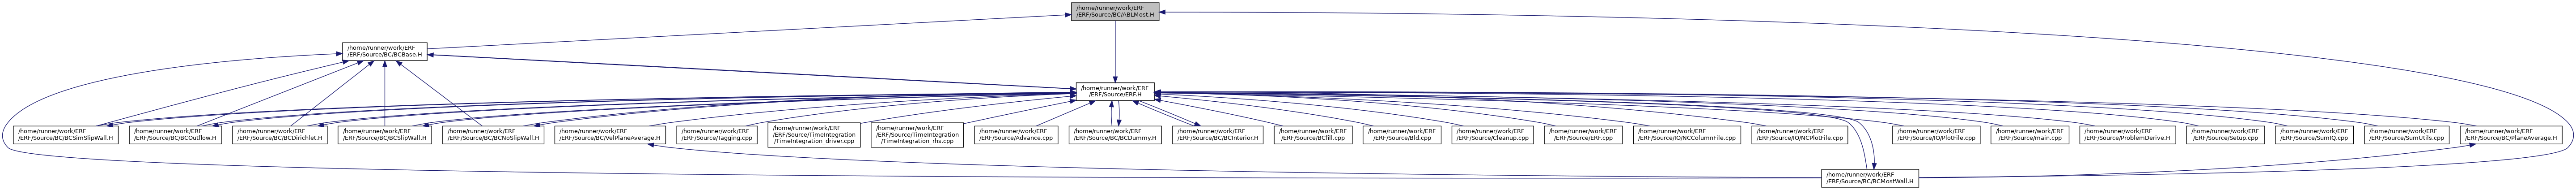 /home/runner/work/ERF
/ERF/Source/BC/ABLMost.H
/home/runner/work/ERF
/ERF/Source/BC/BCBase.H
/home/runner/work/ERF
/ERF/Source/ERF.H
/home/runner/work/ERF
/ERF/Source/BC/BCSimSlipWall.H
/home/runner/work/ERF
/ERF/Source/BC/BCOutflow.H
/home/runner/work/ERF
/ERF/Source/BC/BCDirichlet.H
/home/runner/work/ERF
/ERF/Source/BC/BCSlipWall.H
/home/runner/work/ERF
/ERF/Source/BC/BCNoSlipWall.H
/home/runner/work/ERF
/ERF/Source/BC/VelPlaneAverage.H
/home/runner/work/ERF
/ERF/Source/Tagging.cpp
/home/runner/work/ERF
/ERF/Source/TimeIntegration
/TimeIntegration_driver.cpp
/home/runner/work/ERF
/ERF/Source/TimeIntegration
/TimeIntegration_rhs.cpp
/home/runner/work/ERF
/ERF/Source/Advance.cpp
/home/runner/work/ERF
/ERF/Source/BC/BCDummy.H
/home/runner/work/ERF
/ERF/Source/BC/BCInterior.H
/home/runner/work/ERF
/ERF/Source/BCfill.cpp
/home/runner/work/ERF
/ERF/Source/Bld.cpp
/home/runner/work/ERF
/ERF/Source/Cleanup.cpp
/home/runner/work/ERF
/ERF/Source/ERF.cpp
/home/runner/work/ERF
/ERF/Source/IO/NCColumnFile.cpp
/home/runner/work/ERF
/ERF/Source/IO/NCPlotFile.cpp
/home/runner/work/ERF
/ERF/Source/IO/PlotFile.cpp
/home/runner/work/ERF
/ERF/Source/main.cpp
/home/runner/work/ERF
/ERF/Source/ProblemDerive.H
/home/runner/work/ERF
/ERF/Source/Setup.cpp
/home/runner/work/ERF
/ERF/Source/SumIQ.cpp
/home/runner/work/ERF
/ERF/Source/SumUtils.cpp
/home/runner/work/ERF
/ERF/Source/BC/PlaneAverage.H
/home/runner/work/ERF
/ERF/Source/BC/BCMostWall.H